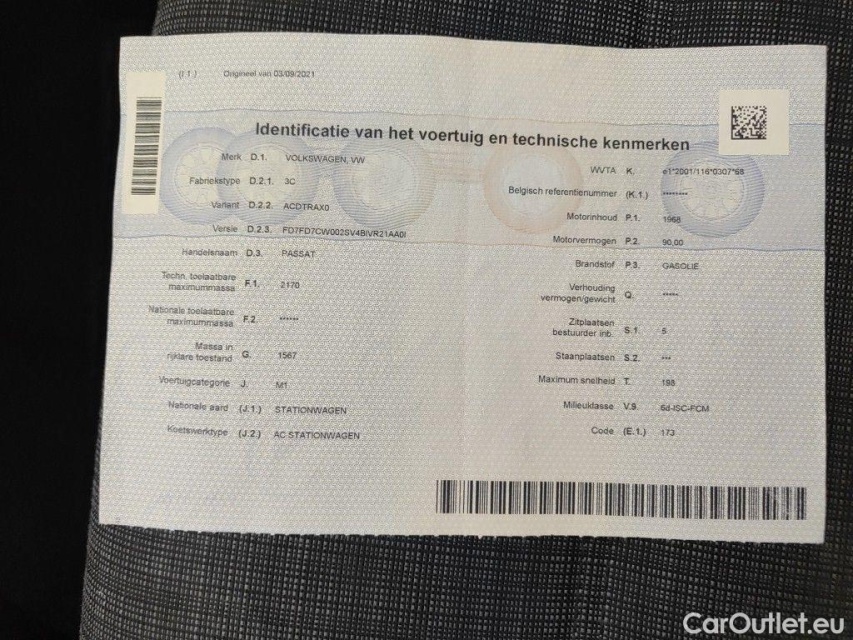 (I.1.) Origineel van 03/09/2021
Identificatie van het voertuig en technische kenmerken
Merk D.1. VOLKSWAGEN, VW
Fabriekstype D.2.1. 3C
Variant D.2.2. ACDTRAX0
Versie D.2.3. FD7FD7CW002SV4BIVR21AA0I
Handelsnaam D.3. PASSAT
Techn. toelaatbare
maximummassa F.1. 2170
Nationale toelaatbare
maximummassa F.2. ******
Massa in
rijklare toestand G. 1567
Voertuigcategorie J. M1
Nationale aard (J.1.) STATIONWAGEN
Koetswerktype (J.2.) AC STATIONWAGEN
WVTA K. e1*2001/116*0307*68
Belgisch referentienummer (K.1.) ********
Motorinhoud P.1. 1968
Motorvermogen P.2. 90,00
Brandstof P.3. GASOLIE
Verhouding
vermogen/gewicht Q. *****
Zitplaatsen
bestuurder inb. S.1. 5
Staanplaatsen S.2. ***
Maximum snelheid T. 198
Milieuklasse V.9. 6d-ISC-FCM
Code (E.1.) 173
CarOutlet.eu